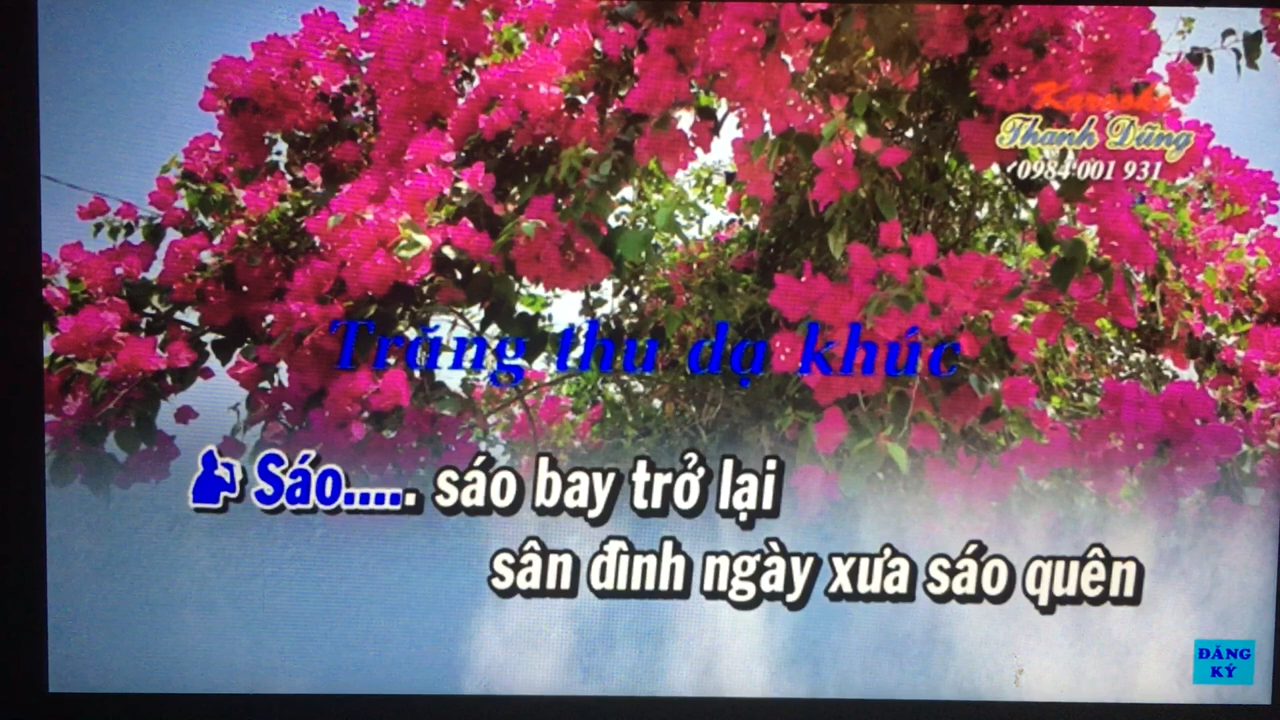 Karaoke
Thanh Dũng
0984 001 931
Trăng thu dạ khúc
Sáo..... sáo bay trở lại
sân đình ngày xưa sáo quên
ĐĂNG
KÝ